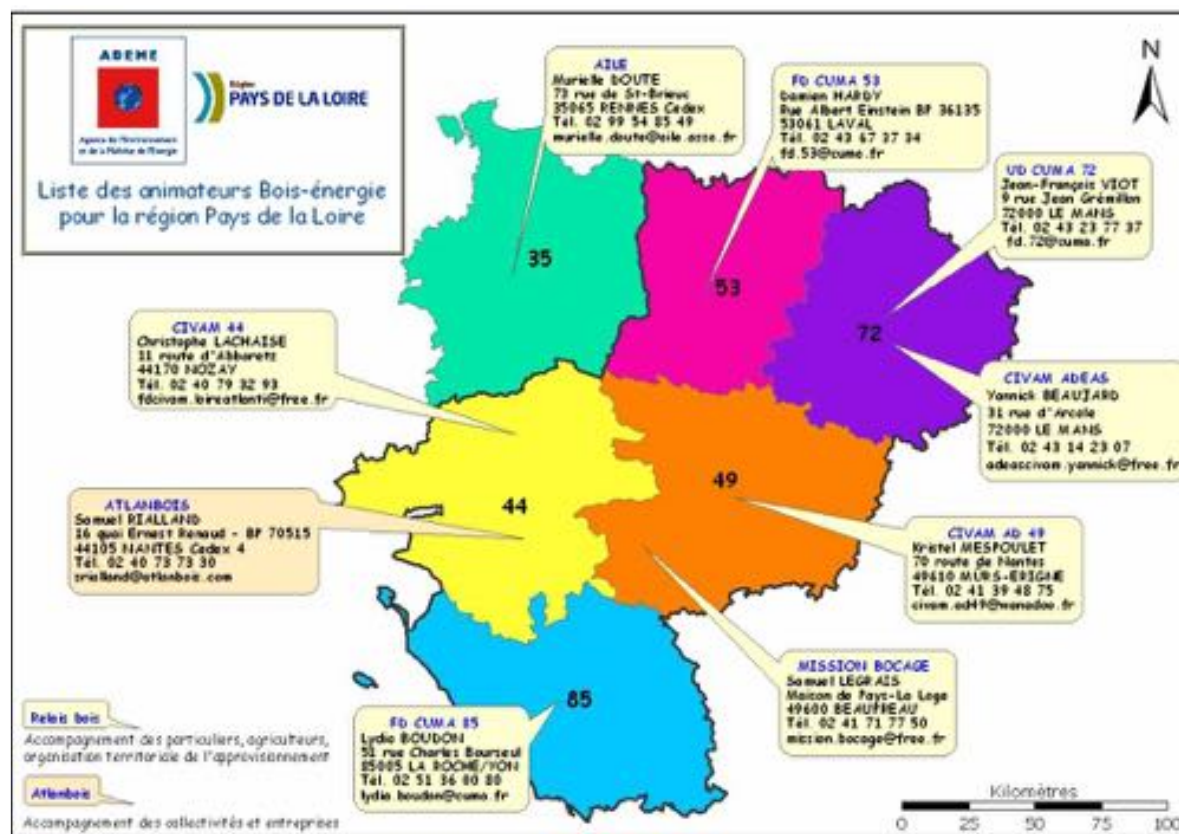 ADEME
Agence de l'Environnement
et de la Maîtrise de l'Energie
Région
PAYS DE LA LOIRE
Liste des animateurs Bois-énergie
pour la région Pays de la Loire
AILE
Murielle DOUTE
73 rue de St-Brieuc
35065 RENNES Cedex
Tél. 02 99 54 85 49
murielle.doute@aile.asso.fr
FD CUMA 53
Damien HARDY
Rue Albert Einstein BP 36135
53061 LAVAL
Tél. 02 43 67 37 34
fd.53@cuma.fr
N
UD CUMA 72
Jean-François VIOT
9 rue Jean Grémillon
72000 LE MANS
Tél. 02 43 23 77 37
fd.72@cuma.fr
35
53
72
CIVAM 44
Christophe LACHAISE
11 route d'Abbaretz
44170 NOZAY
Tél. 02 40 79 32 93
fdcivam.loireatlanti@free.fr
CIVAM ADEAS
Yannick BEAUJARD
31 rue d'Arcole
72000 LE MANS
Tél. 02 43 14 23 07
adeascivam.yannick@free.fr
44
49
ATLANBOIS
Samuel RIALLAND
16 quai Ernest Renaud - BP 70515
44105 NANTES Cedex 4
Tél. 02 40 73 73 30
srialland@atlanbois.com
CIVAM AD 49
Kristel MESPOULET
70 route de Nantes
49610 MURS-ERIGNE
Tél. 02 41 39 48 75
civam.ad49@wanadoo.fr
MISSION BOCAGE
Samuel LEGRAIS
Maison de Pays-La Loge
49600 BEAUPREAU
Tél. 02 41 71 77 50
mission.bocage@free.fr
85
FD CUMA 85
Lydie BOUDON
51 rue Charles Bourseul
85005 LA ROCHE/YON
Tél. 02 51 36 80 80
lydie.boudon@cuma.fr
Relais bois
Accompagnement des particuliers, agriculteurs,
organisation territoriale de l'approvisionnement
Atlanbois
Accompagnement des collectivités et entreprises
Kilomètres
0 25 50 75 100